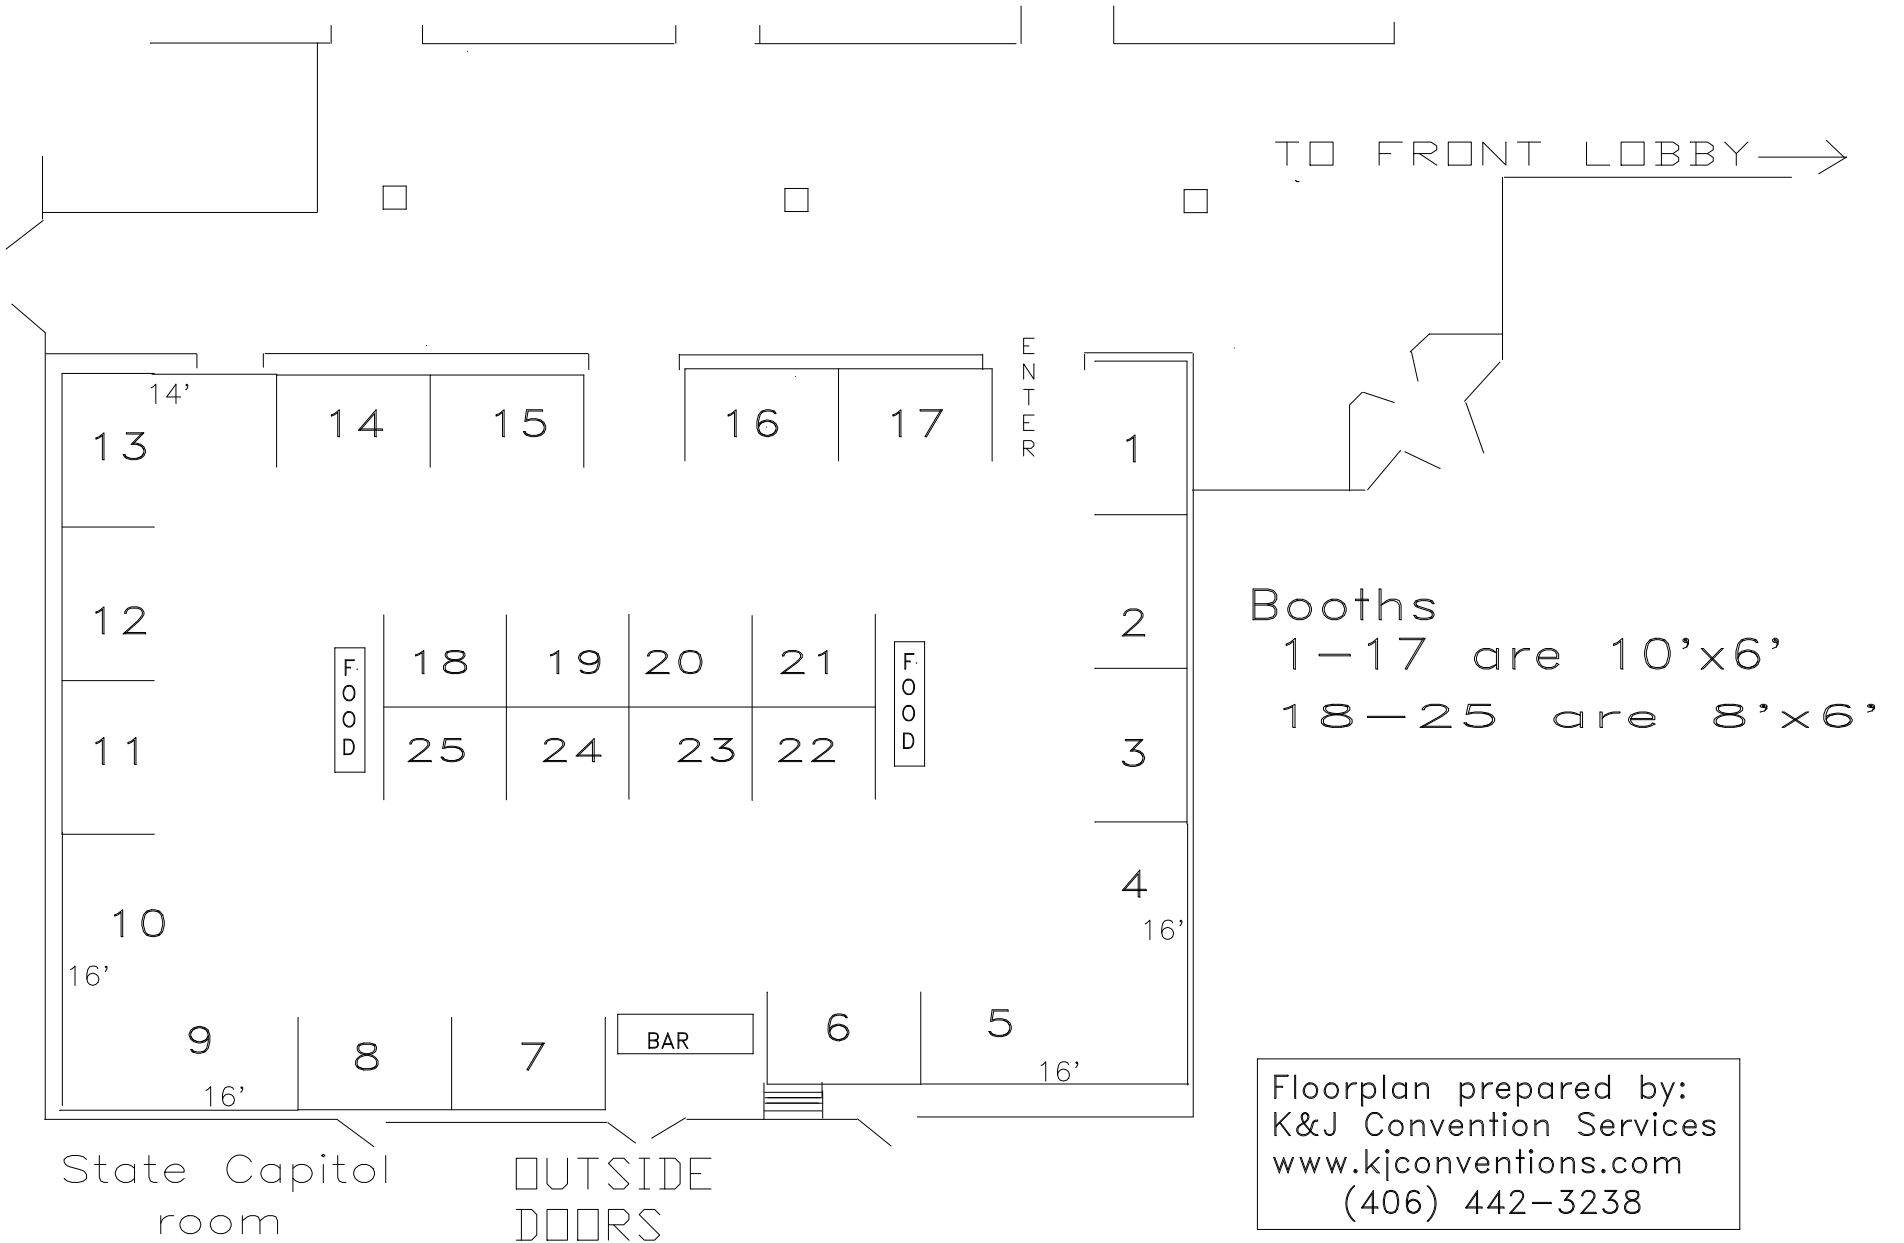 TO FRONT LOBBY
ENTER
14'
13
14
15
16
17
1
12
2
Booths
1-17 are 10'x6'
18-25 are 8'x6'
FOOD
18
19
20
21
FOOD
11
25
24
23
22
3
10
4
16'
16'
9
8
7
BAR
6
5
16'
16'
Floorplan prepared by:
K&J Convention Services
www.kjconventions.com
(406) 442-3238
State Capitol
room
OUTSIDE
DOORS